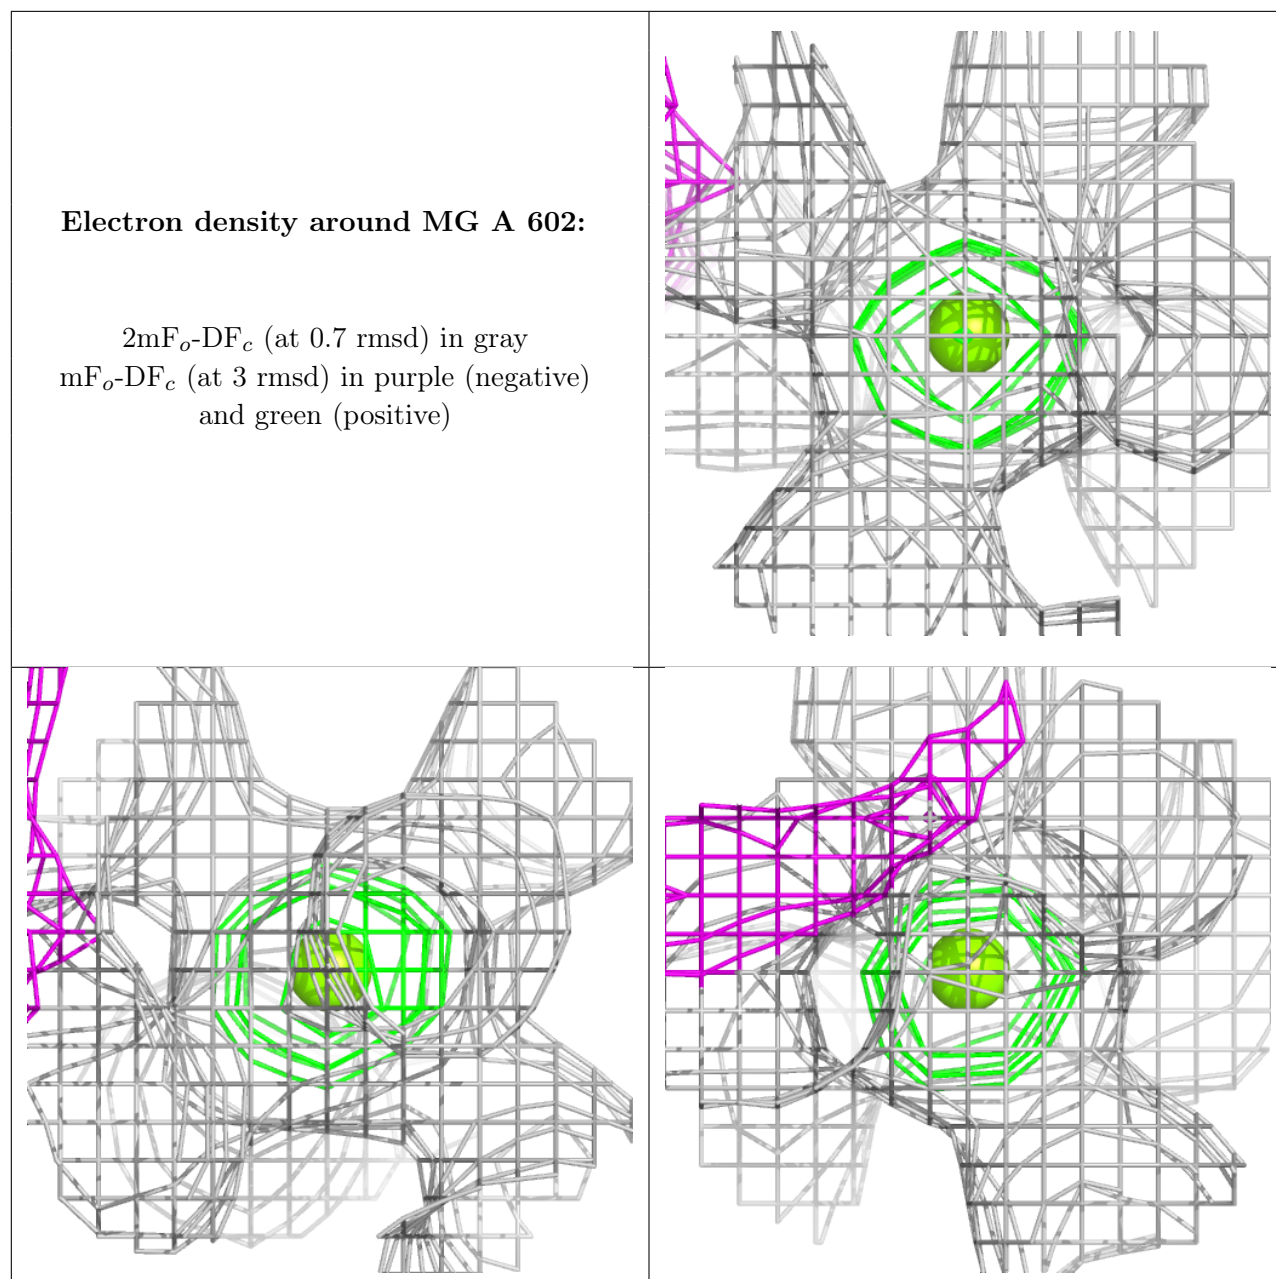 Electron density around MG A 602:
2mFo-DFc (at 0.7 rmsd) in gray
mFo-DFc (at 3 rmsd) in purple (negative)
and green (positive)